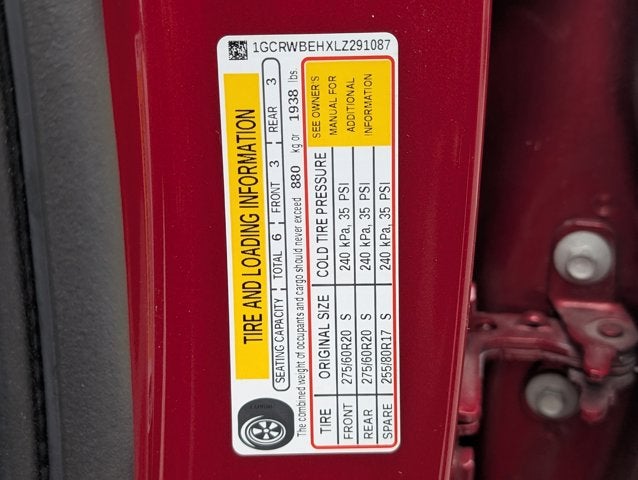 1GCRWBEHXLZ291087
TIRE AND LOADING INFORMATION
SEATING CAPACITY TOTAL 6 FRONT 3 REAR 3
The combined weight of occupants and cargo should never exceed 880 kg or 1938 lbs.
TIRE ORIGINAL SIZE COLD TIRE PRESSURE
FRONT 275/60R20 S 240 kPa, 35 PSI
REAR 275/60R20 S 240 kPa, 35 PSI
SPARE 255/80R17 S 240 kPa, 35 PSI
SEE OWNER'S
MANUAL FOR
ADDITIONAL
INFORMATION